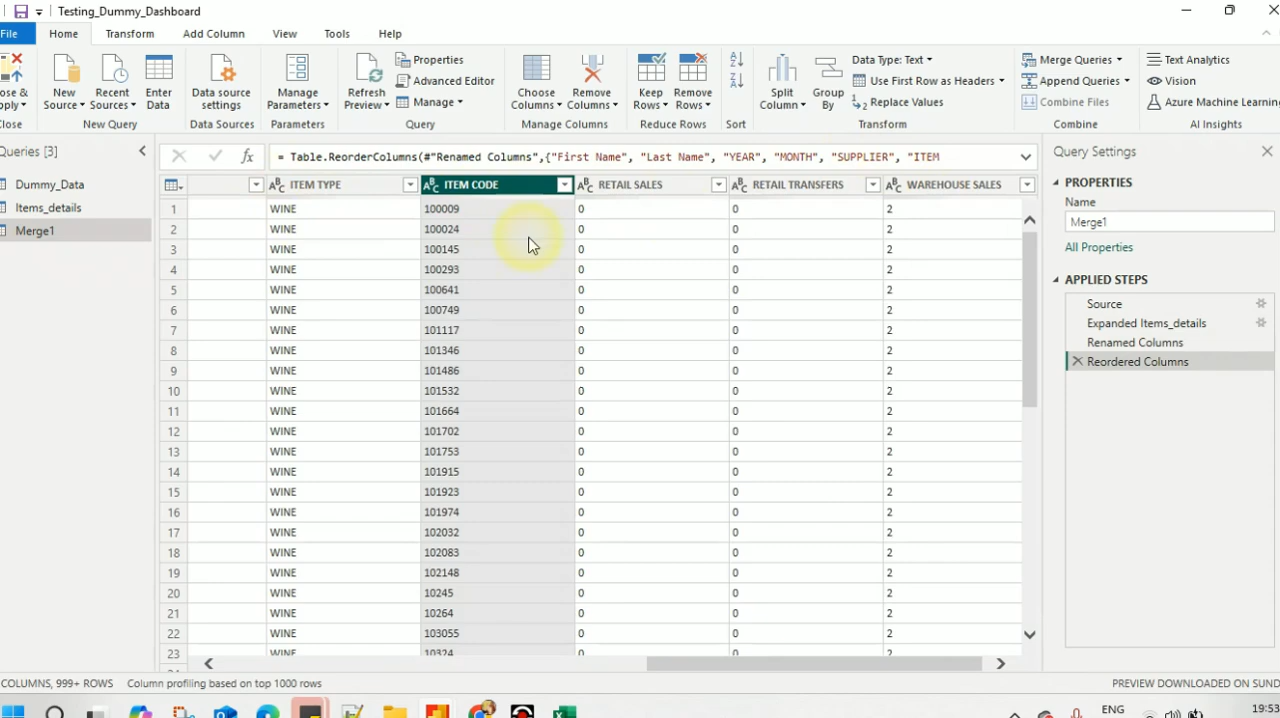 Testing_Dummy_Dashboard
File Home Transform Add Column View Tools Help
New Source
Recent Sources
Enter Data
New Query
Data source settings
Data Sources
Manage Parameters
Parameters
Refresh Preview
Properties
Advanced Editor
Manage
Query
Choose Columns
Remove Columns
Manage Columns
Keep Rows
Remove Rows
Reduce Rows
Sort
Split Column
Group By
Data Type: Text
Use First Row as Headers
Replace Values
Transform
Merge Queries
Append Queries
Combine Files
Combine
Text Analytics
Vision
Azure Machine Learning
AI Insights
Queries [3]
Dummy_Data
Items_details
Merge1
= Table.ReorderColumns(#"Renamed Columns",{"First Name", "Last Name", "YEAR", "MONTH", "SUPPLIER", "ITEM
ITEM TYPE ITEM CODE RETAIL SALES RETAIL TRANSFERS WAREHOUSE SALES
1 WINE 100009 0 0 2
2 WINE 100024 0 0 2
3 WINE 100145 0 0 2
4 WINE 100293 0 0 2
5 WINE 100641 0 0 2
6 WINE 100749 0 0 2
7 WINE 101117 0 0 2
8 WINE 101346 0 0 2
9 WINE 101486 0 0 2
10 WINE 101532 0 0 2
11 WINE 101664 0 0 2
12 WINE 101702 0 0 2
13 WINE 101753 0 0 2
14 WINE 101915 0 0 2
15 WINE 101923 0 0 2
16 WINE 101974 0 0 2
17 WINE 102032 0 0 2
18 WINE 102083 0 0 2
19 WINE 102148 0 0 2
20 WINE 10245 0 0 2
21 WINE 10264 0 0 2
22 WINE 103055 0 0 2
23 WINE 10324 0 0 2
Query Settings
PROPERTIES
Name
Merge1
All Properties
APPLIED STEPS
Source
Expanded Items_details
Renamed Columns
Reordered Columns
COLUMNS, 999+ ROWS Column profiling based on top 1000 rows
PREVIEW DOWNLOADED ON SUND
ENG
19:53